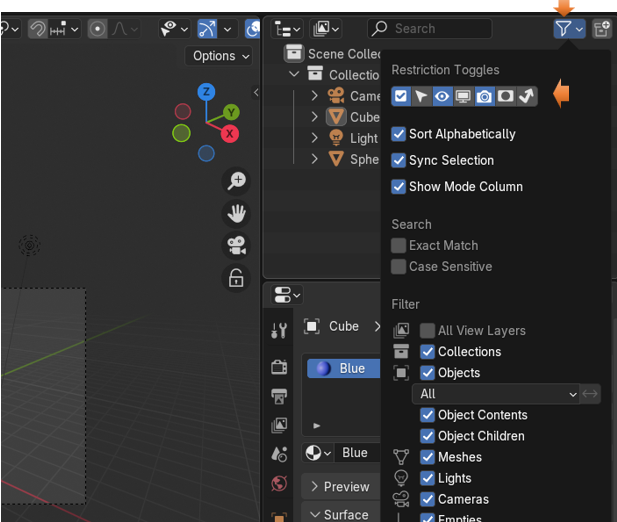 Search
Options
Z
Y
X
Scene Collec
Collectio
Came
Cube
Light
Sphe
Restriction Toggles
Sort Alphabetically
Sync Selection
Show Mode Column
Search
Exact Match
Case Sensitive
Filter
All View Layers
Collections
Objects
All
Object Contents
Object Children
Meshes
Lights
Cameras
Empties
Cube
Blue
Blue
Preview
Surface